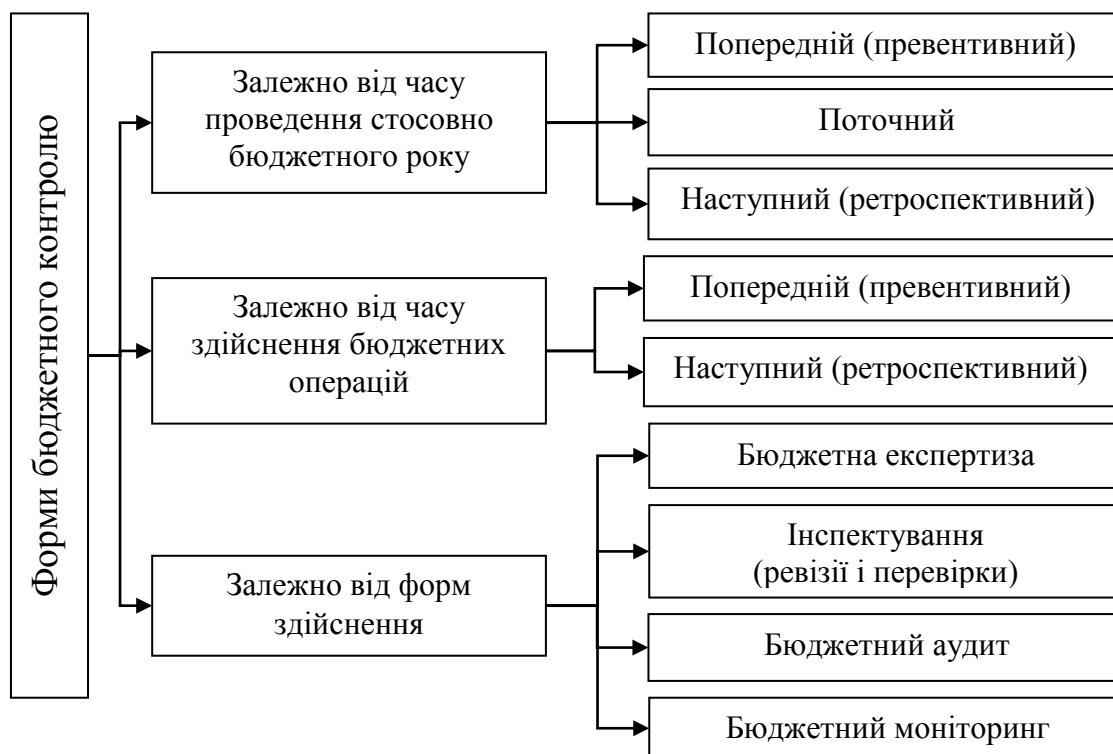 Форми бюджетного контролю
Залежно від часу
проведення стосовно
бюджетного року
Попередній (превентивний)
Поточний
Наступний (ретроспективний)
Залежно від часу
здійснення бюджетних
операцій
Попередній (превентивний)
Наступний (ретроспективний)
Залежно від форм
здійснення
Бюджетна експертиза
Інспектування
(ревізії і перевірки)
Бюджетний аудит
Бюджетний моніторинг